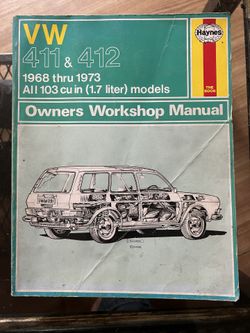 VW
Haynes
411 & 412
1968 thru 1973
All 103 cu in (1.7 liter) models
Owners Workshop Manual